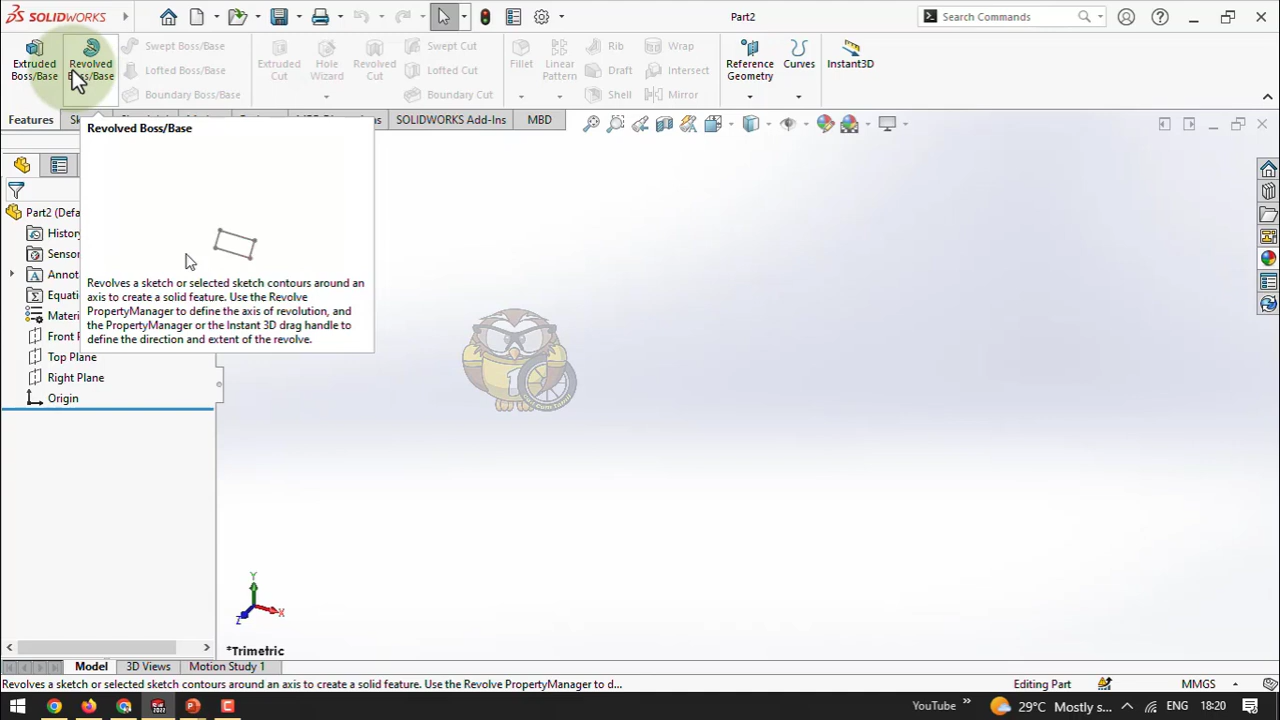 SOLIDWORKS
Part2
Search Commands
Extruded Boss/Base
Revolved Boss/Base
Swept Boss/Base
Lofted Boss/Base
Boundary Boss/Base
Extruded Cut
Hole Wizard
Revolved Cut
Swept Cut
Lofted Cut
Boundary Cut
Fillet
Linear Pattern
Rib
Draft
Shell
Wrap
Intersect
Mirror
Reference Geometry
Curves
Instant3D
Features
SOLIDWORKS Add-Ins
MBD
Revolved Boss/Base
Revolves a sketch or selected sketch contours around an
axis to create a solid feature. Use the Revolve
PropertyManager to define the axis of revolution, and
the PropertyManager or the Instant 3D drag handle to
define the direction and extent of the revolve.
Part2 (Defa
History
Sensor
Annota
Equati
Materi
Front P
Top Plane
Right Plane
Origin
Y
X
Z
*Trimetric
Model
3D Views
Motion Study 1
Revolves a sketch or selected sketch contours around an axis to create a solid feature. Use the Revolve PropertyManager to d...
Editing Part
MMGS
YouTube
29°C Mostly s...
ENG
18:20